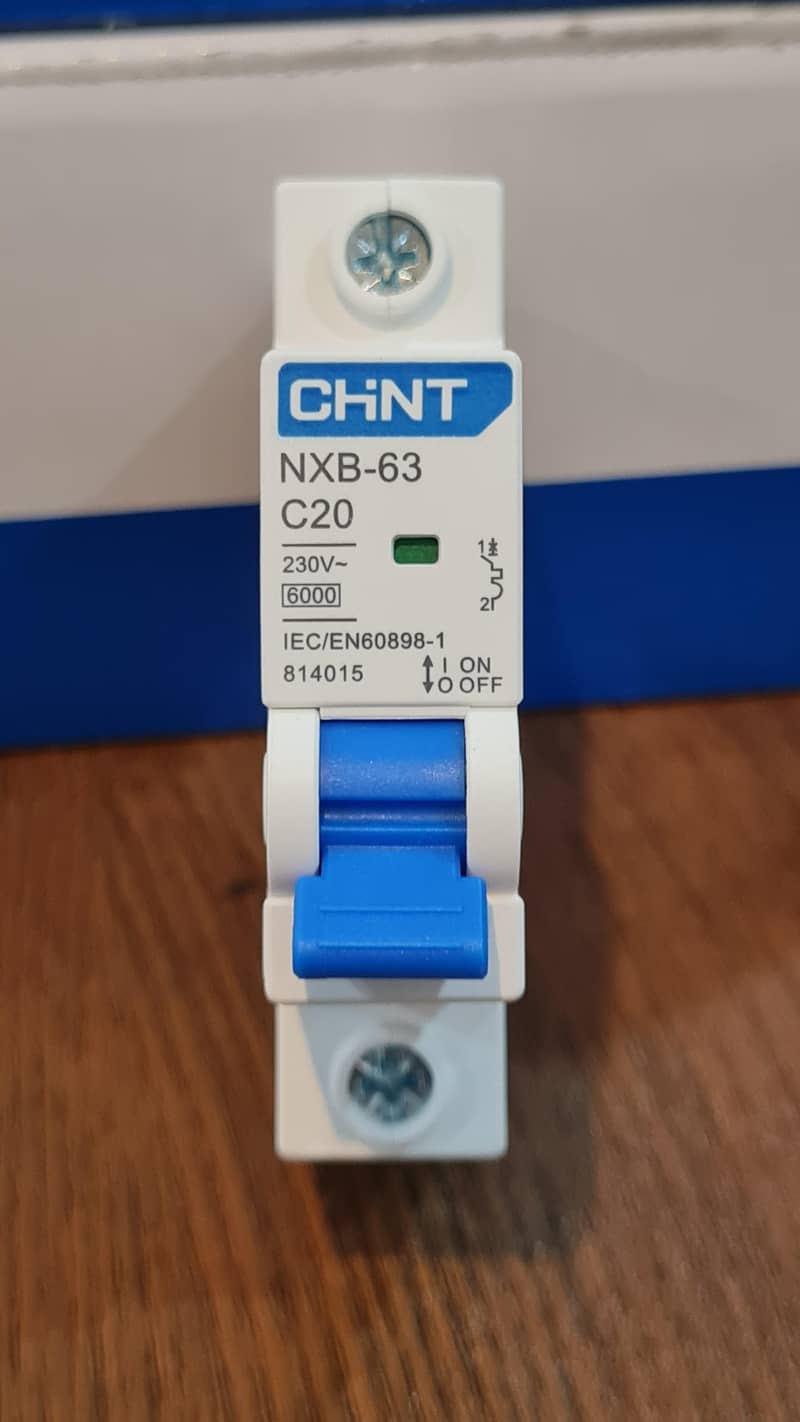 CHiNT
NXB-63
C20
230V~
6000
1
2
IEC/EN60898-1
814015
I ON
O OFF